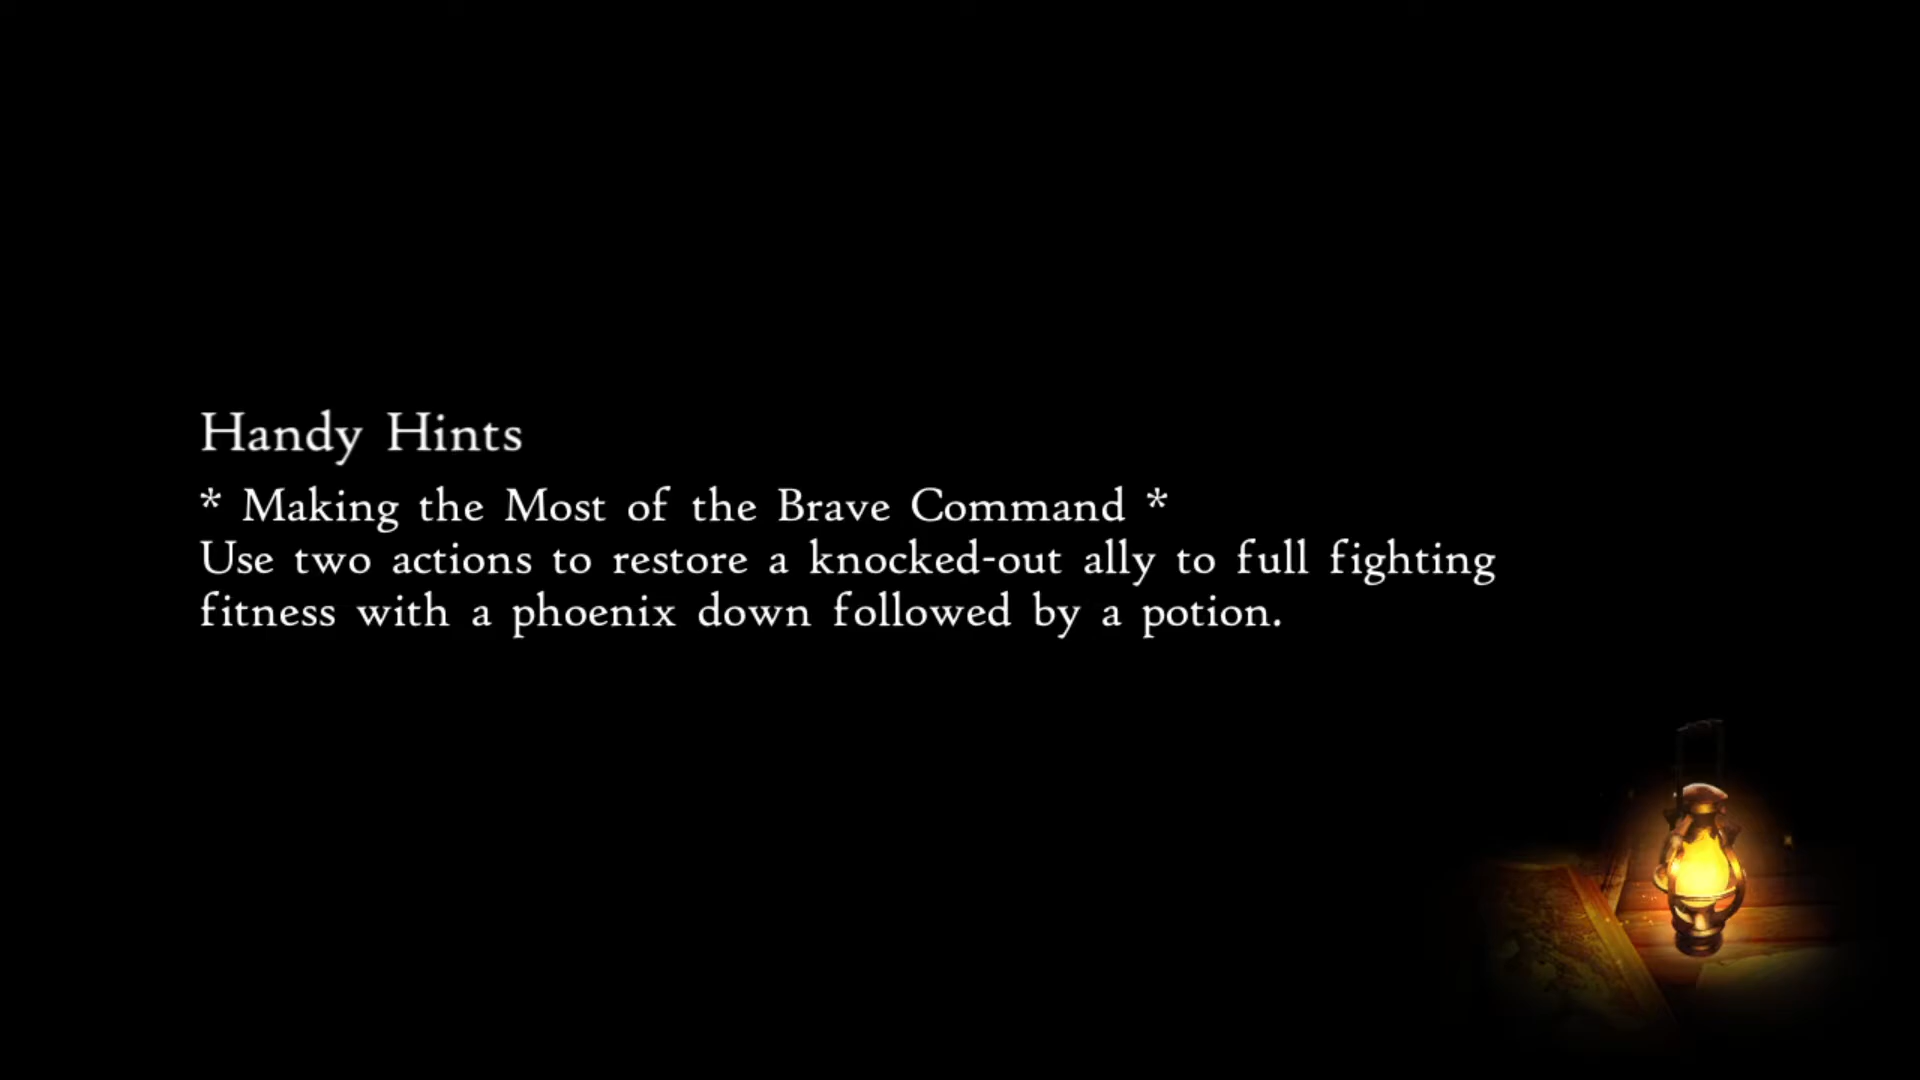 Handy Hints
* Making the Most of the Brave Command *
Use two actions to restore a knocked-out ally to full fighting
fitness with a phoenix down followed by a potion.